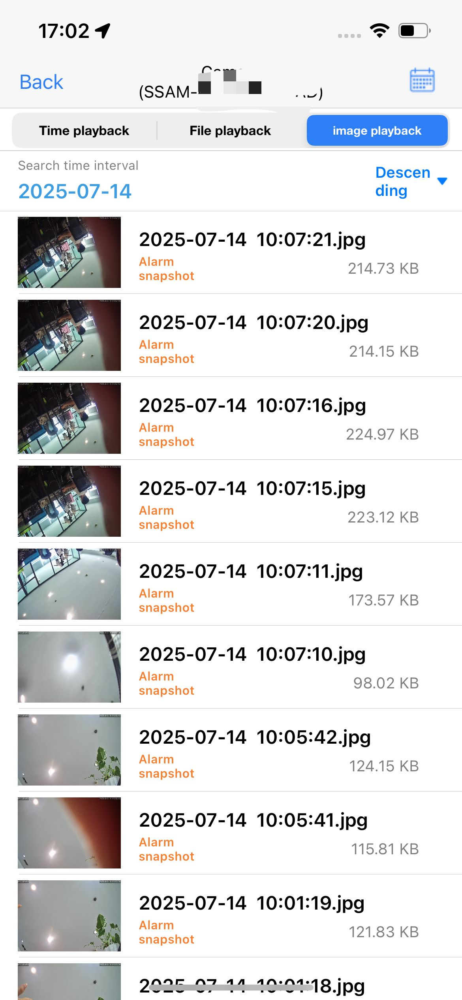 17:02
Back
(SSAM-
Time playback
File playback
image playback
Search time interval
2025-07-14
Descen
ding
2025-07-14 10:07:21.jpg
Alarm
snapshot
214.73 KB
2025-07-14 10:07:20.jpg
Alarm
snapshot
214.15 KB
2025-07-14 10:07:16.jpg
Alarm
snapshot
224.97 KB
2025-07-14 10:07:15.jpg
Alarm
snapshot
223.12 KB
2025-07-14 10:07:11.jpg
Alarm
snapshot
173.57 KB
2025-07-14 10:07:10.jpg
Alarm
snapshot
98.02 KB
2025-07-14 10:05:42.jpg
Alarm
snapshot
124.15 KB
2025-07-14 10:05:41.jpg
Alarm
snapshot
115.81 KB
2025-07-14 10:01:19.jpg
Alarm
snapshot
121.83 KB
2025-07-14 10:01:18.jpg